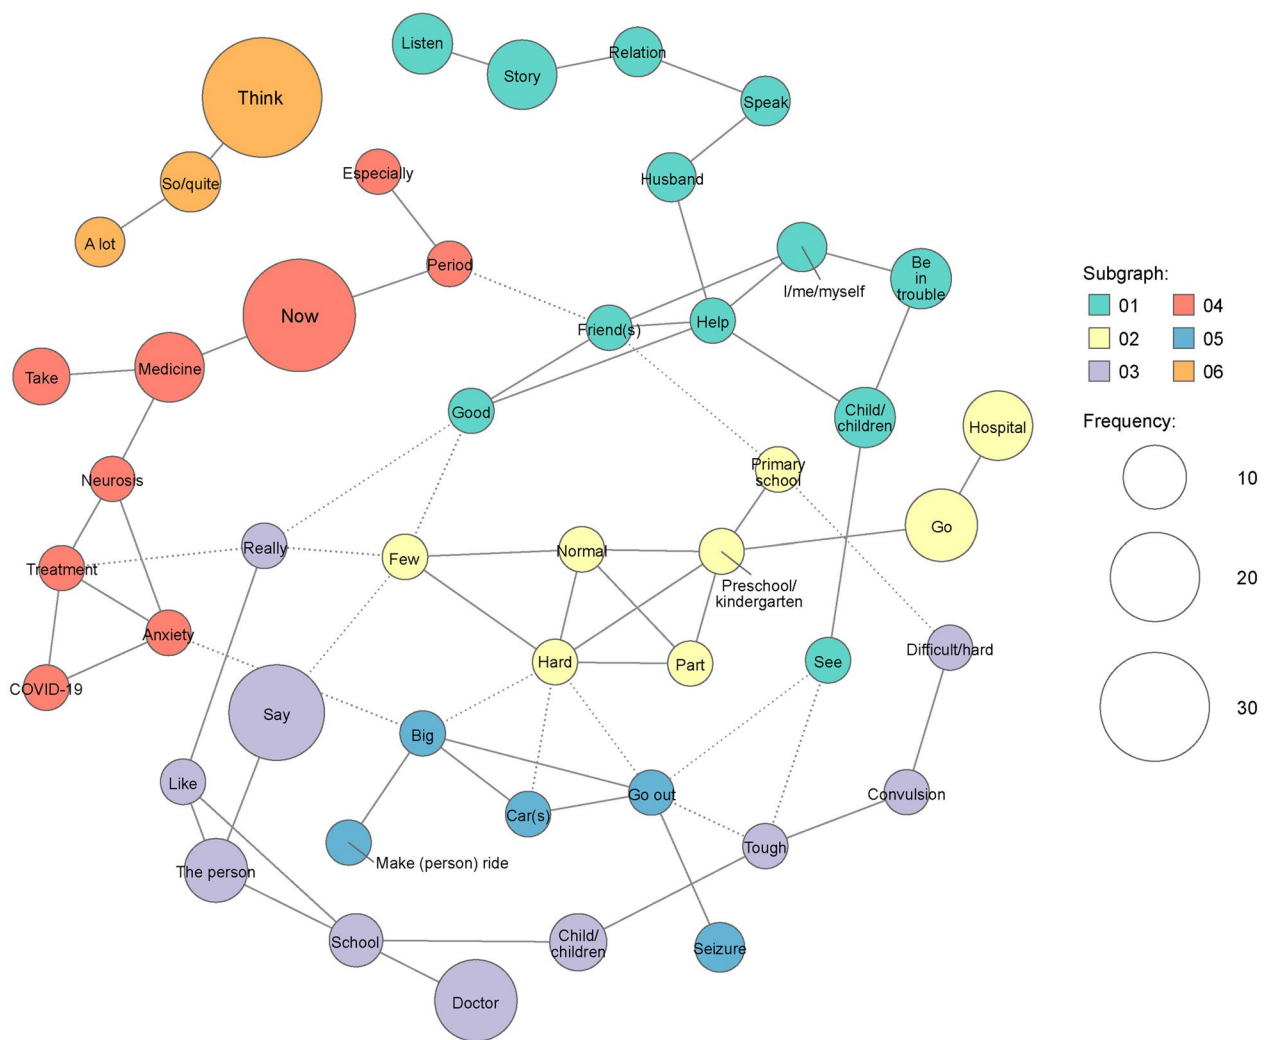 Listen
Relation
Story
Think
Speak
Especially
Husband
So/quite
A lot
Period
Be
in
trouble
I/me/myself
Now
Friend(s)
Help
Medicine
Take
Good
Child/
children
Hospital
Primary
school
Neurosis
Go
Really
Few
Normal
Treatment
Preschool/
kindergarten
Anxiety
Hard
Part
See
Difficult/hard
COVID-19
Say
Big
Like
Go out
Convulsion
Car(s)
Tough
Make (person) ride
The person
School
Child/
children
Seizure
Doctor
Subgraph:
01 04
02 05
03 06
Frequency:
10
20
30